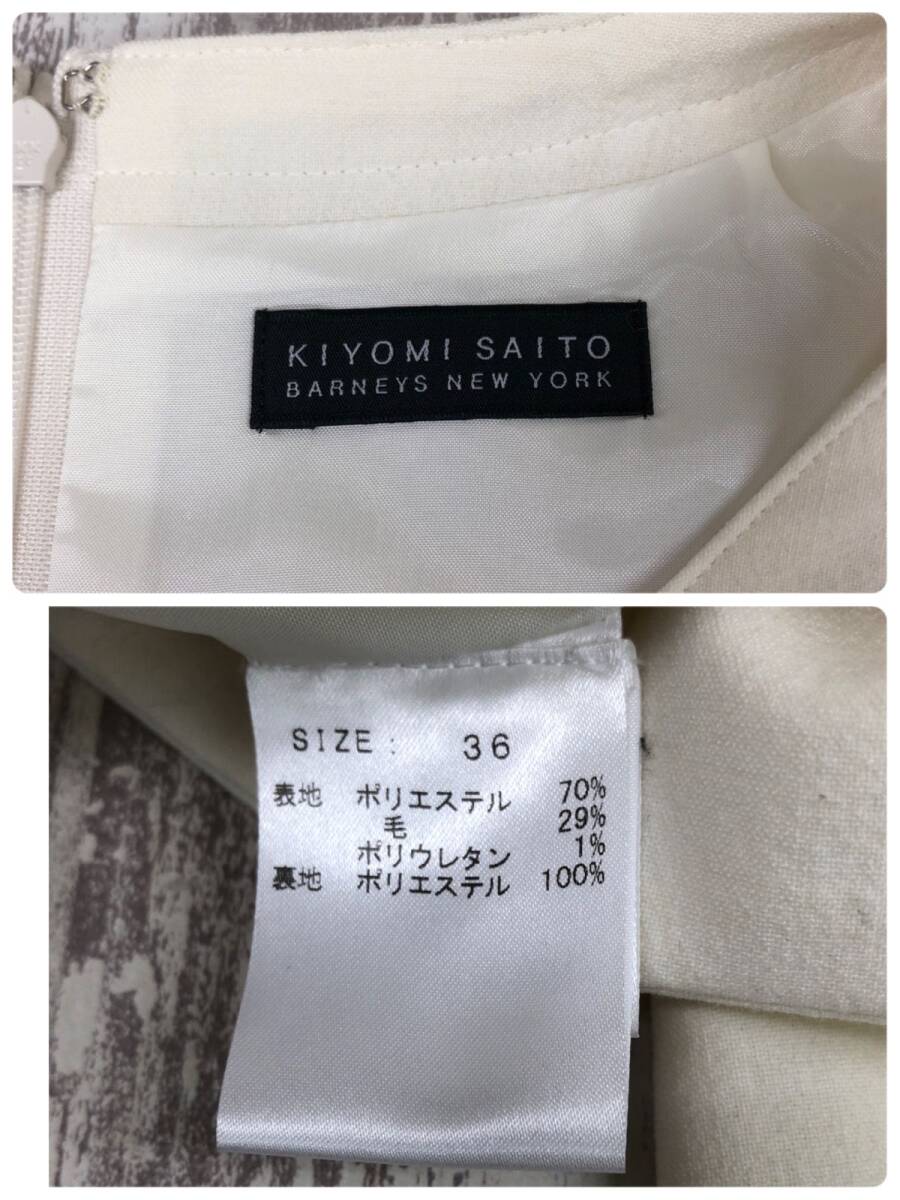 KIYOMI SAITO
BARNEYS NEW YORK
SIZE : 36
表地 ポリエステル 70%
毛 29%
ポリウレタン 1%
裏地 ポリエステル 100%